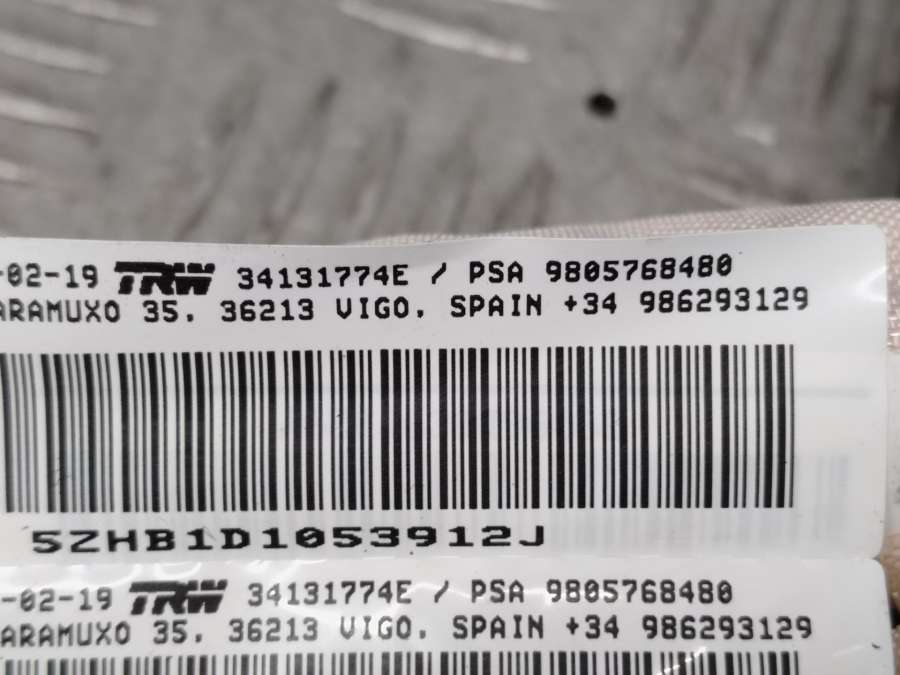 -02-19 TRW 34131774E / PSA 9805768480
ARAMUXO 35. 36213 VIGO. SPAIN +34 986293129
5ZHB1D1053912J
-02-19 TRW 34131774E / PSA 9805768480
ARAMUXO 35. 36213 VIGO. SPAIN +34 986293129